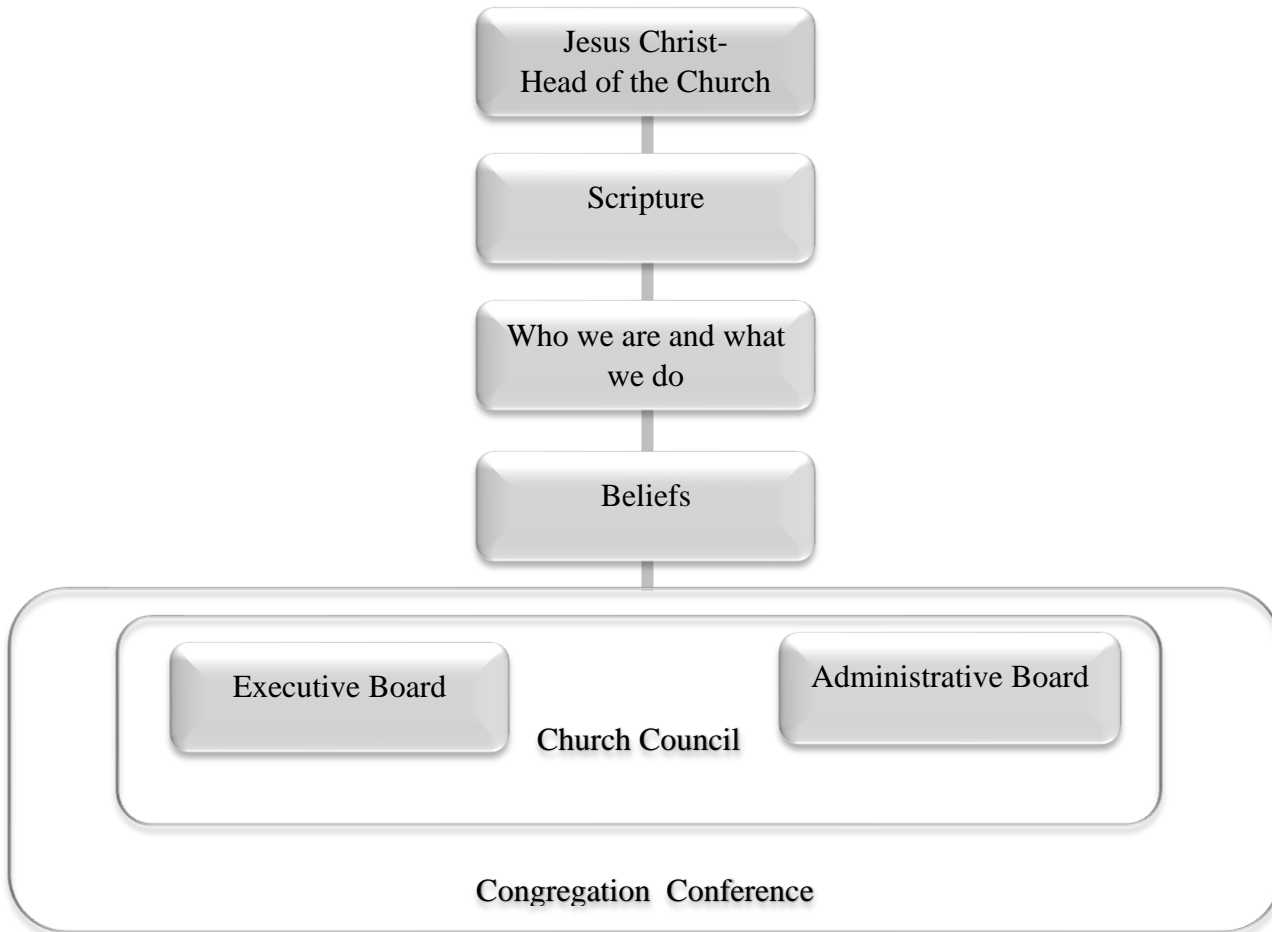 Jesus Christ-
Head of the Church
Scripture
Who we are and what
we do
Beliefs
Executive Board
Administrative Board
Church Council
Congregation Conference